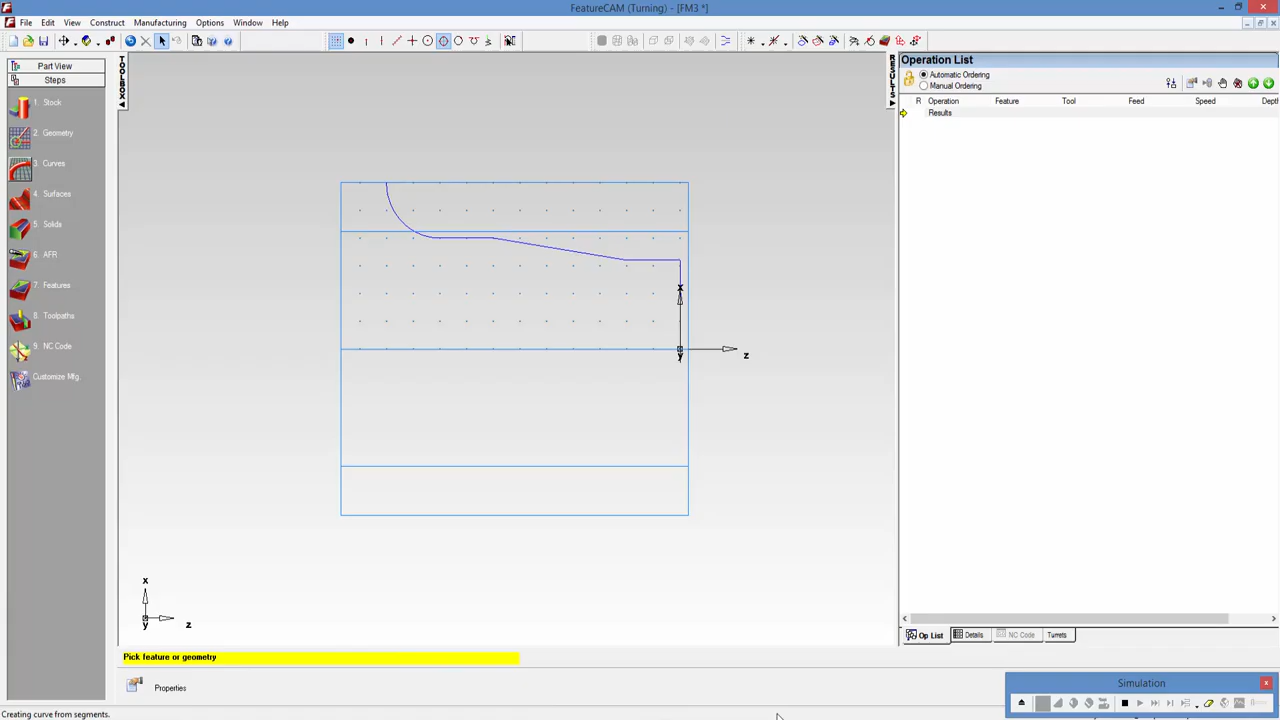 FeatureCAM (Turning) - [FM3 *]
File Edit View Construct Manufacturing Options Window Help
Part View
Steps
1. Stock
2. Geometry
3. Curves
4. Surfaces
5. Solids
6. AFR
7. Features
8. Toolpaths
9. NC Code
Customize Mfg.
TOOLBOX
x
z
y
x
y
z
Pick feature or geometry
Properties
Creating curve from segments.
RESULTS
Operation List
Automatic Ordering
Manual Ordering
R Operation Feature Tool Feed Speed Depth
Results
Op List Details NC Code Turrets
Simulation